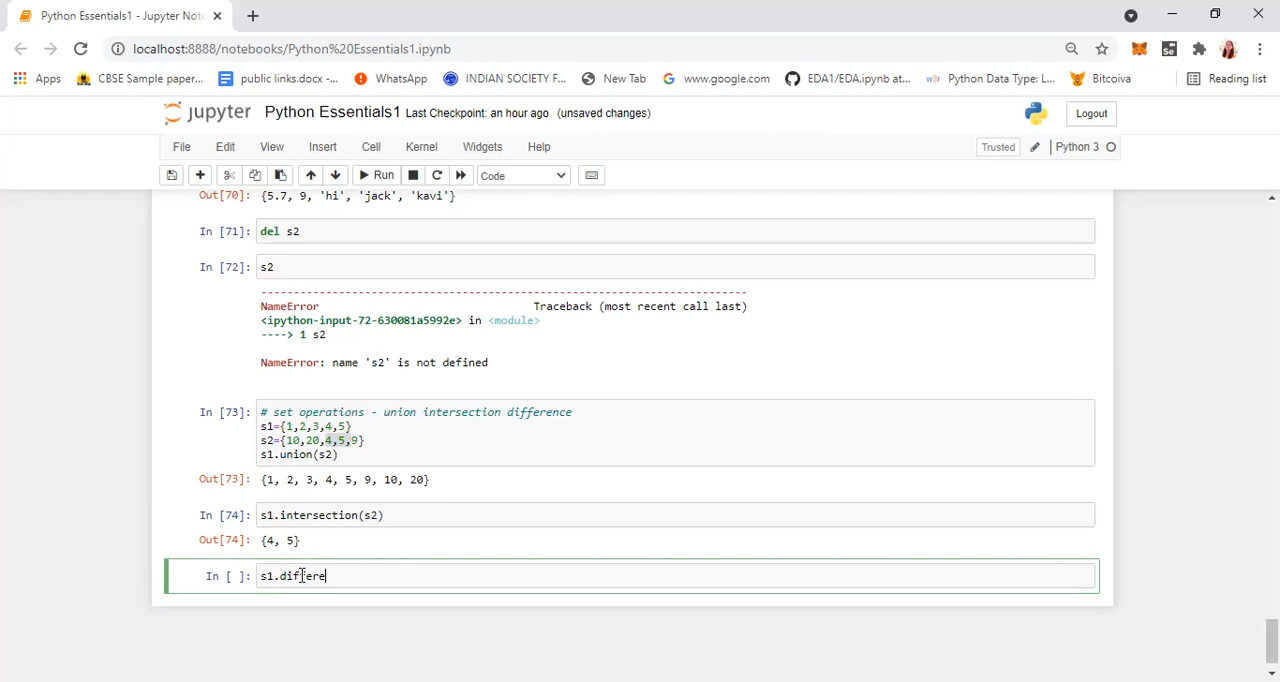 Python Essentials1 - Jupyter Not
localhost:8888/notebooks/Python%20Essentials1.ipynb
Apps CBSE Sample paper... public links.docx -... WhatsApp INDIAN SOCIETY F... New Tab www.google.com EDA1/EDA.ipynb at... Python Data Type: L... Bitcoiva Reading list
jupyter Python Essentials1 Last Checkpoint: an hour ago (unsaved changes) Logout
File Edit View Insert Cell Kernel Widgets Help Trusted Python 3
Run Code
Out[70]: {5.7, 9, 'hi', 'jack', 'kavi'}
In [71]: del s2
In [72]: s2
---------------------------------------------------------------------------
NameError Traceback (most recent call last)
<ipython-input-72-630081a5992e> in <module>
----> 1 s2
NameError: name 's2' is not defined
In [73]: # set operations - union intersection difference
s1={1,2,3,4,5}
s2={10,20,4,5,9}
s1.union(s2)
Out[73]: {1, 2, 3, 4, 5, 9, 10, 20}
In [74]: s1.intersection(s2)
Out[74]: {4, 5}
In [ ]: s1.differe